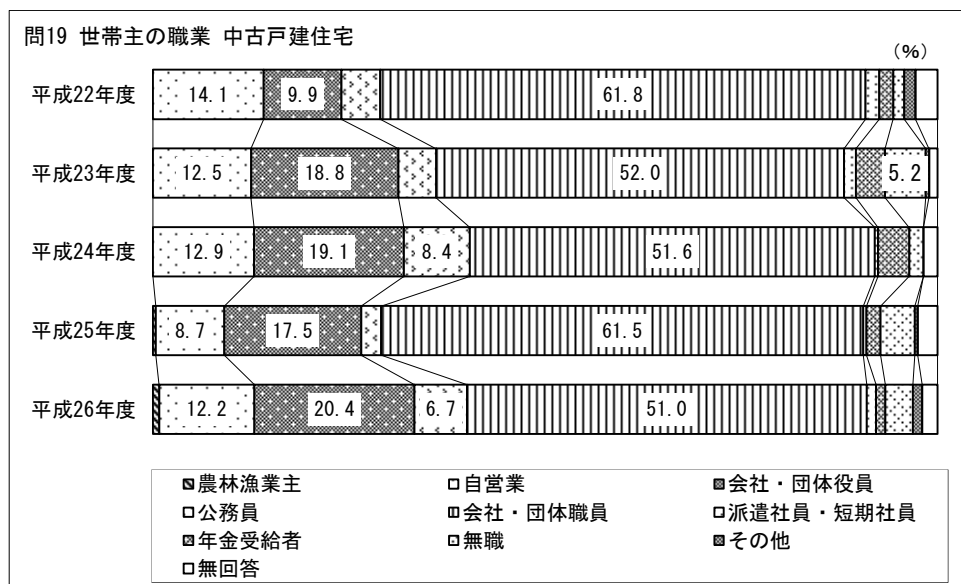 問19 世帯主の職業 中古戸建住宅
(%)
平成22年度 14.1 9.9 61.8
平成23年度 12.5 18.8 52.0 5.2
平成24年度 12.9 19.1 8.4 51.6
平成25年度 8.7 17.5 61.5
平成26年度 12.2 20.4 6.7 51.0
農林漁業主 自営業 会社・団体役員
公務員 会社・団体職員 派遣社員・短期社員
年金受給者 無職 その他
無回答